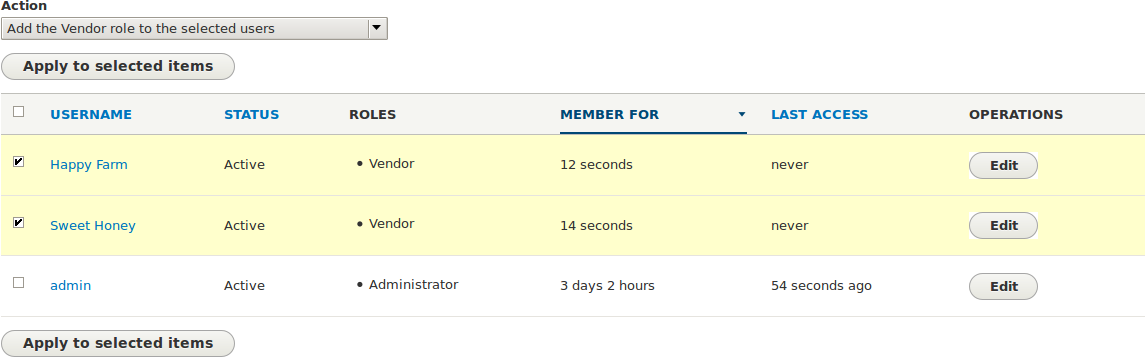 Action
Add the Vendor role to the selected users
Apply to selected items
USERNAME STATUS ROLES MEMBER FOR LAST ACCESS OPERATIONS
Happy Farm Active • Vendor 12 seconds never Edit
Sweet Honey Active • Vendor 14 seconds never Edit
admin Active • Administrator 3 days 2 hours 54 seconds ago Edit
Apply to selected items